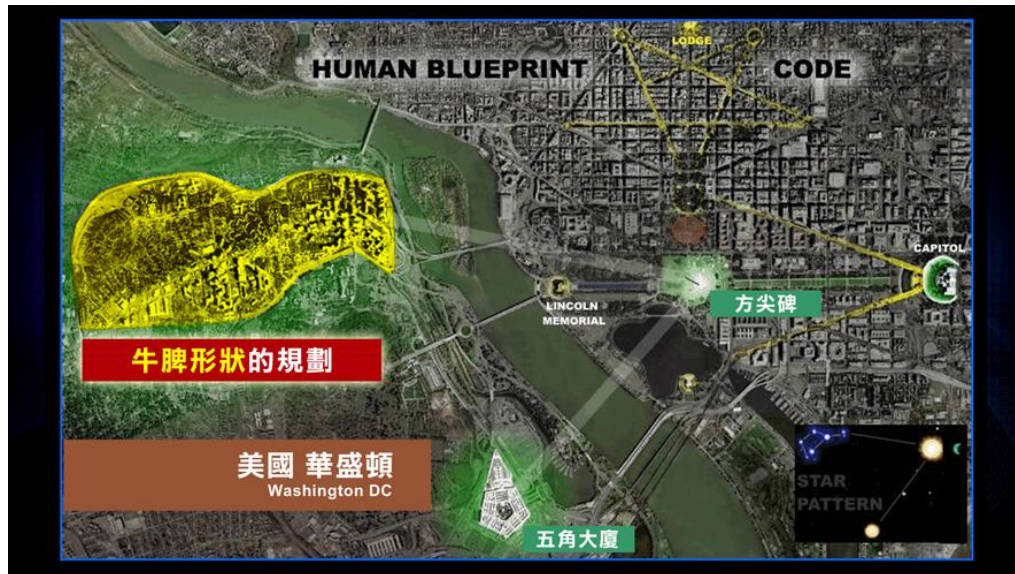 LODGE
HUMAN BLUEPRINT CODE
CAPITOL
LINCOLN
MEMORIAL
方尖碑
牛脾形狀的規劃
美國 華盛頓
Washington DC
五角大廈
STAR
PATTERN